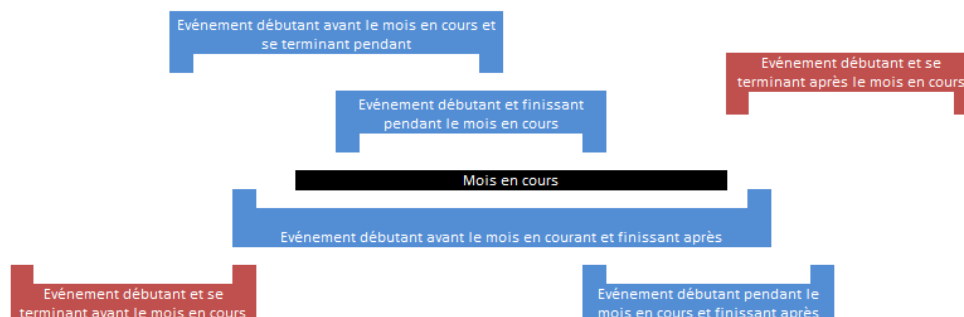 Evénement débutant avant le mois en cours et
se terminant pendant
Evénement débutant et se
terminant après le mois en cours
Evénement débutant et finissant
pendant le mois en cours
Mois en cours
Evénement débutant avant le mois en courant et finissant après
Evénement débutant et se
terminant avant le mois en cours
Evénement débutant pendant le
mois en cours et finissant après